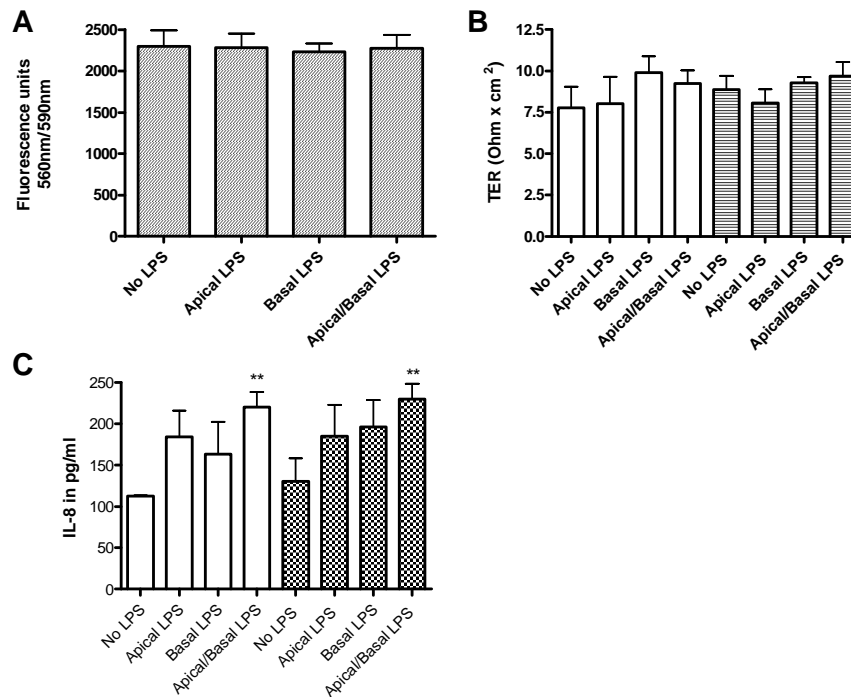 A
Fluorescence units
560nm/590nm
2500
2000
1500
1000
500
0
No LPS
Apical LPS
Basal LPS
Apical/Basal LPS
B
TER (Ohm x cm 2)
12.5
10.0
7.5
5.0
2.5
0.0
No LPS
Apical LPS
Basal LPS
Apical/Basal LPS
No LPS
Apical LPS
Basal LPS
Apical/Basal LPS
C
IL-8 in pg/ml
250
200
150
100
50
0
**
**
No LPS
Apical LPS
Basal LPS
Apical/Basal LPS
No LPS
Apical LPS
Basal LPS
Apical/Basal LPS